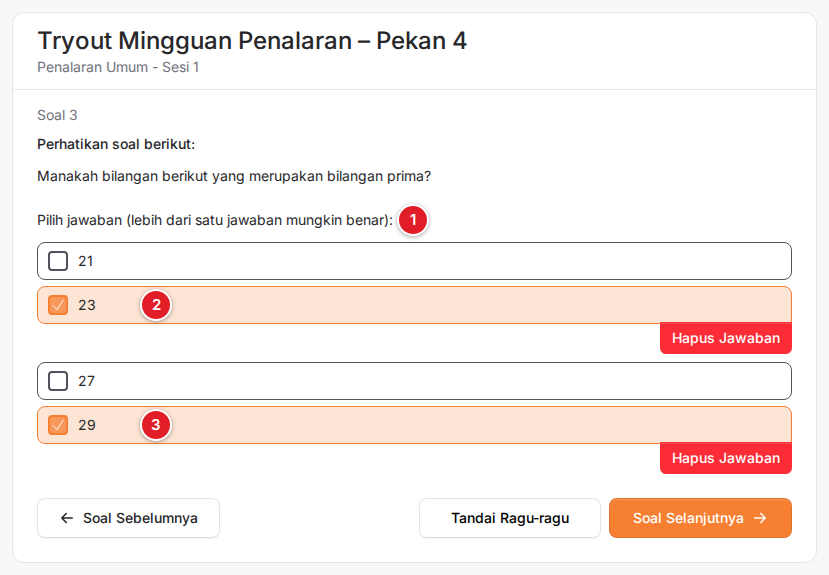 Tryout Mingguan Penalaran – Pekan 4
Penalaran Umum - Sesi 1
Soal 3
Perhatikan soal berikut:
Manakah bilangan berikut yang merupakan bilangan prima?
Pilih jawaban (lebih dari satu jawaban mungkin benar): 1
21
23 2
Hapus Jawaban
27
29 3
Hapus Jawaban
← Soal Sebelumnya Tandai Ragu-ragu Soal Selanjutnya →